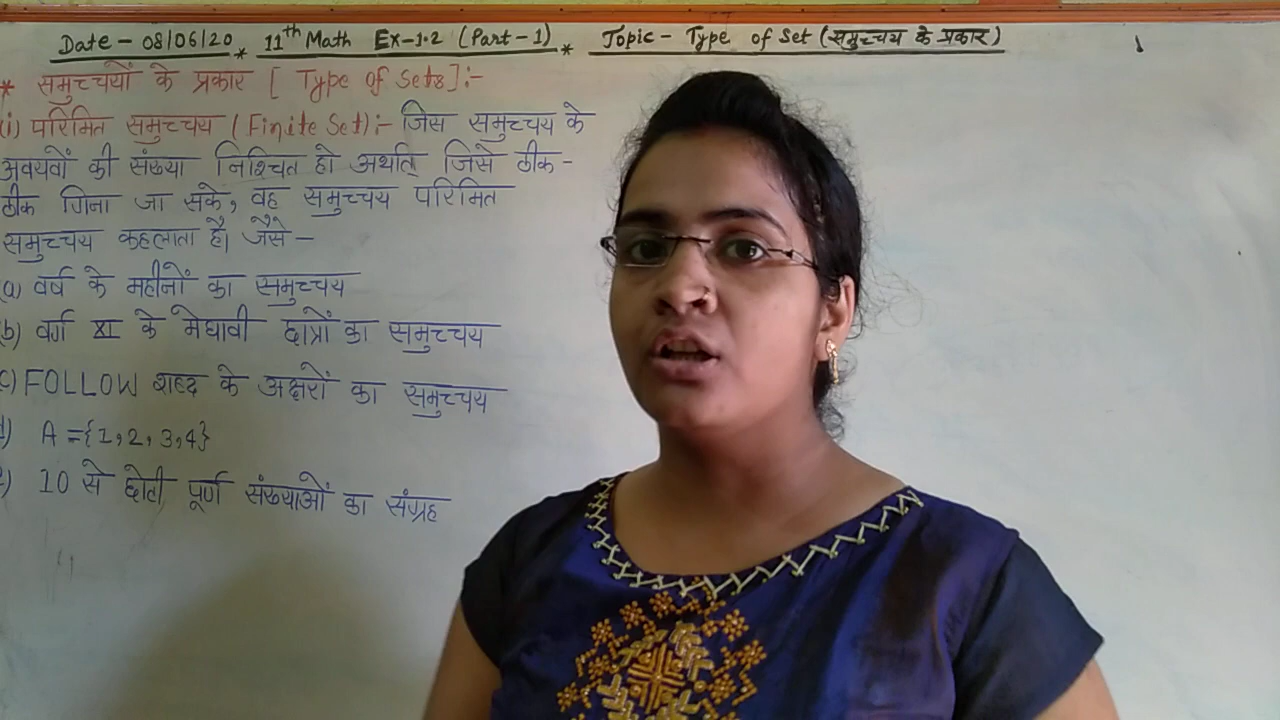 Date - 08/06/20 * 11th Math Ex-1.2 (Part-1) * Topic - Type of Set (समुच्चय के प्रकार)
* समुच्चयों के प्रकार [ Type of Sets ]:-
(i) परिमित समुच्चय (Finite Set):- जिस समुच्चय के
अवयवों की संख्या निश्चित हो अर्थात् जिसे ठीक-
ठीक गिना जा सके, वह समुच्चय परिमित
समुच्चय कहलाता है। जैसे -
(a) वर्ष के महीनों का समुच्चय
(b) वर्ग XI के मेधावी छात्रों का समुच्चय
(c) FOLLOW शब्द के अक्षरों का समुच्चय
) A = {1, 2, 3, 4}
) 10 से छोटी पूर्ण संख्याओं का संग्रह